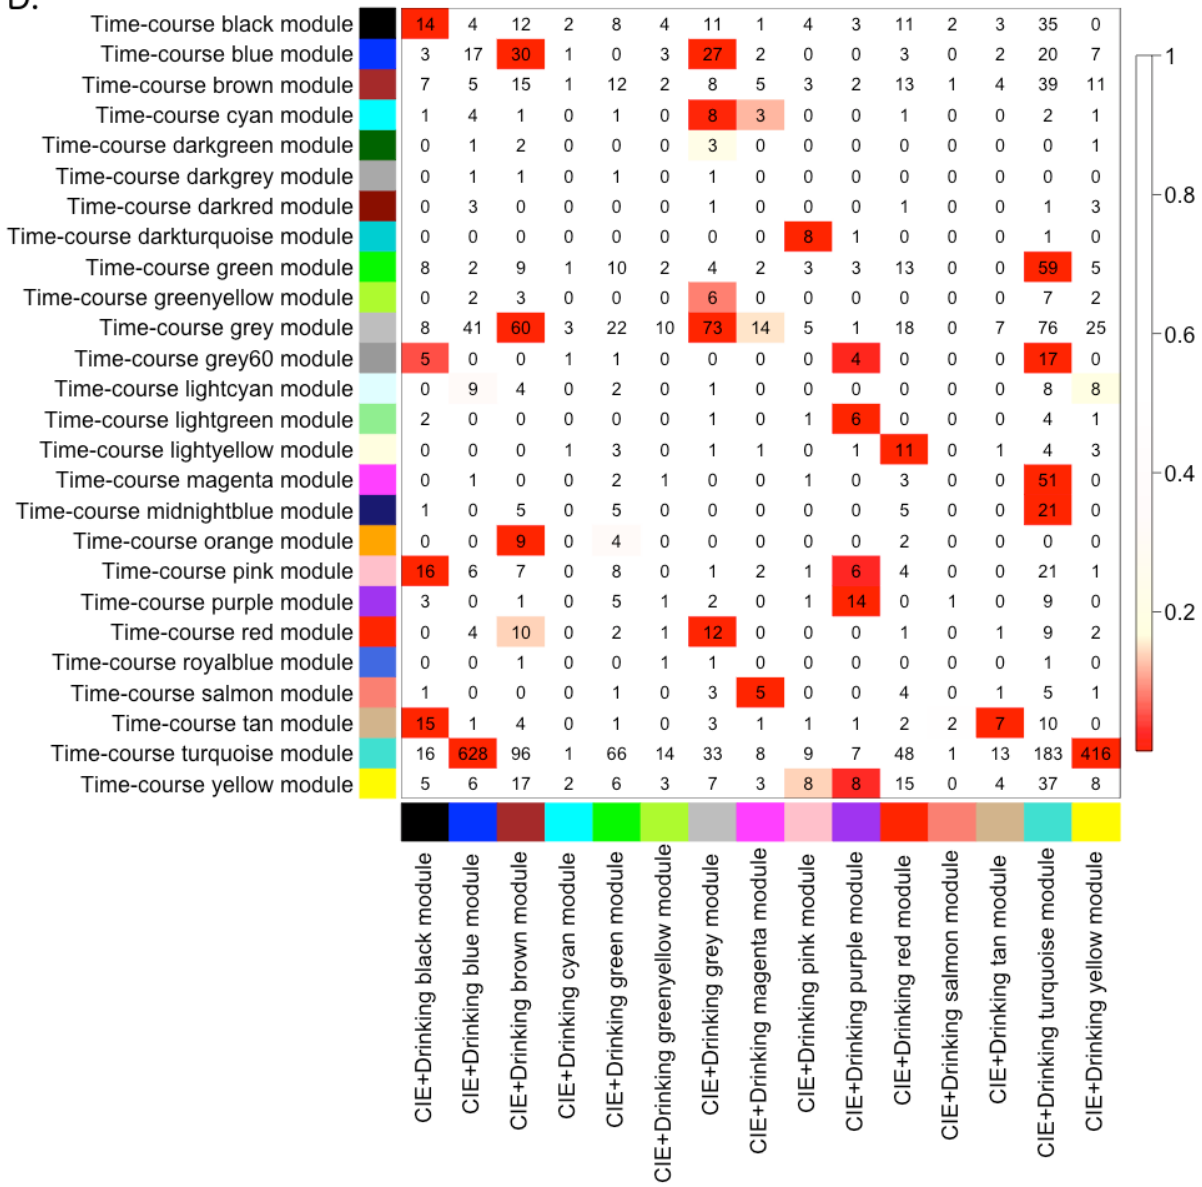 D.
Time-course black module 14 4 12 2 8 4 11 1 4 3 11 2 3 35 0
Time-course blue module 3 17 30 1 0 3 27 2 0 0 3 0 2 20 7
Time-course brown module 7 5 15 1 12 2 8 5 3 2 13 1 4 39 11
Time-course cyan module 1 4 1 0 1 0 8 3 0 0 1 0 0 2 1
Time-course darkgreen module 0 1 2 0 0 0 3 0 0 0 0 0 0 0 1
Time-course darkgrey module 0 1 1 0 1 0 1 0 0 0 0 0 0 0 0
Time-course darkred module 0 3 0 0 0 0 1 0 0 0 1 0 0 1 3
Time-course darkturquoise module 0 0 0 0 0 0 0 0 8 1 0 0 0 1 0
Time-course green module 8 2 9 1 10 2 4 2 3 3 13 0 0 59 5
Time-course greenyellow module 0 2 3 0 0 0 6 0 0 0 0 0 0 7 2
Time-course grey module 8 41 60 3 22 10 73 14 5 1 18 0 7 76 25
Time-course grey60 module 5 0 0 1 1 0 0 0 0 4 0 0 0 17 0
Time-course lightcyan module 0 9 4 0 2 0 1 0 0 0 0 0 0 8 8
Time-course lightgreen module 2 0 0 0 0 0 1 0 1 6 0 0 0 4 1
Time-course lightyellow module 0 0 0 1 3 0 1 1 0 1 11 0 1 4 3
Time-course magenta module 0 1 0 0 2 1 0 0 1 0 3 0 0 51 0
Time-course midnightblue module 1 0 5 0 5 0 0 0 0 0 5 0 0 21 0
Time-course orange module 0 0 9 0 4 0 0 0 0 0 2 0 0 0 0
Time-course pink module 16 6 7 0 8 0 1 2 1 6 4 0 0 21 1
Time-course purple module 3 0 1 0 5 1 2 0 1 14 0 1 0 9 0
Time-course red module 0 4 10 0 2 1 12 0 0 0 1 0 1 9 2
Time-course royalblue module 0 0 1 0 0 1 1 0 0 0 0 0 0 1 0
Time-course salmon module 1 0 0 0 1 0 3 5 0 0 4 0 1 5 1
Time-course tan module 15 1 4 0 1 0 3 1 1 1 2 2 7 10 0
Time-course turquoise module 16 628 96 1 66 14 33 8 9 7 48 1 13 183 416
Time-course yellow module 5 6 17 2 6 3 7 3 8 8 15 0 4 37 8
1
0.8
0.6
0.4
0.2
CIE+Drinking black module
CIE+Drinking blue module
CIE+Drinking brown module
CIE+Drinking cyan module
CIE+Drinking green module
CIE+Drinking greenyellow module
CIE+Drinking grey module
CIE+Drinking magenta module
CIE+Drinking pink module
CIE+Drinking purple module
CIE+Drinking red module
CIE+Drinking salmon module
CIE+Drinking tan module
CIE+Drinking turquoise module
CIE+Drinking yellow module